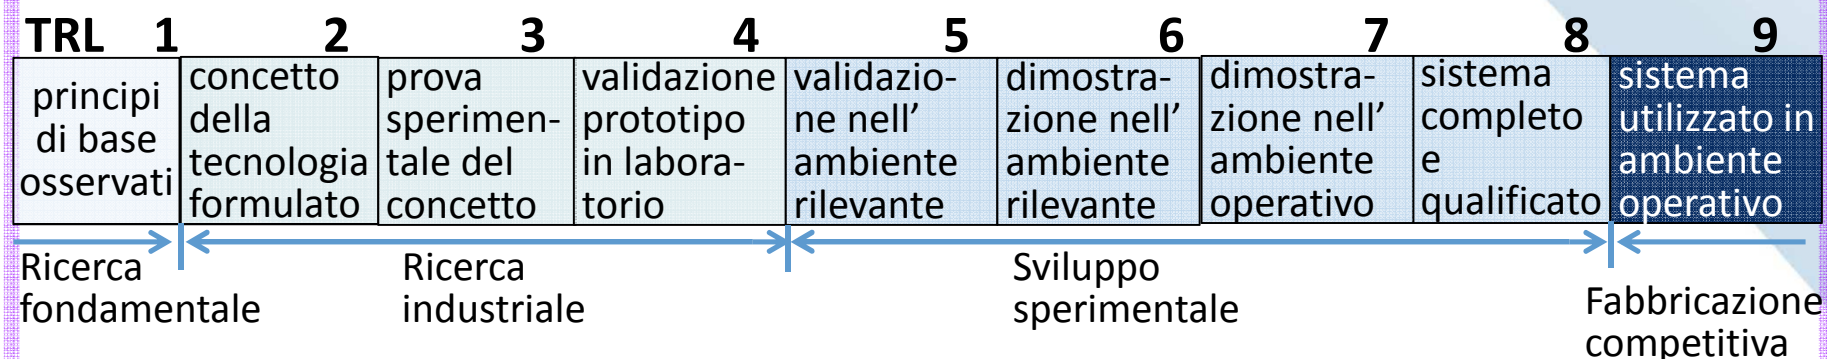 TRL 1 2 3 4 5 6 7 8 9
principi
di base
osservati
concetto
della
tecnologia
formulato
prova
sperimen-
tale del
concetto
validazione
prototipo
in labora-
torio
validazio-
ne nell’
ambiente
rilevante
dimostra-
zione nell’
ambiente
rilevante
dimostra-
zione nell’
ambiente
operativo
sistema
completo
e
qualificato
sistema
utilizzato in
ambiente
operativo
Ricerca
fondamentale
Ricerca
industriale
Sviluppo
sperimentale
Fabbricazione
competitiva